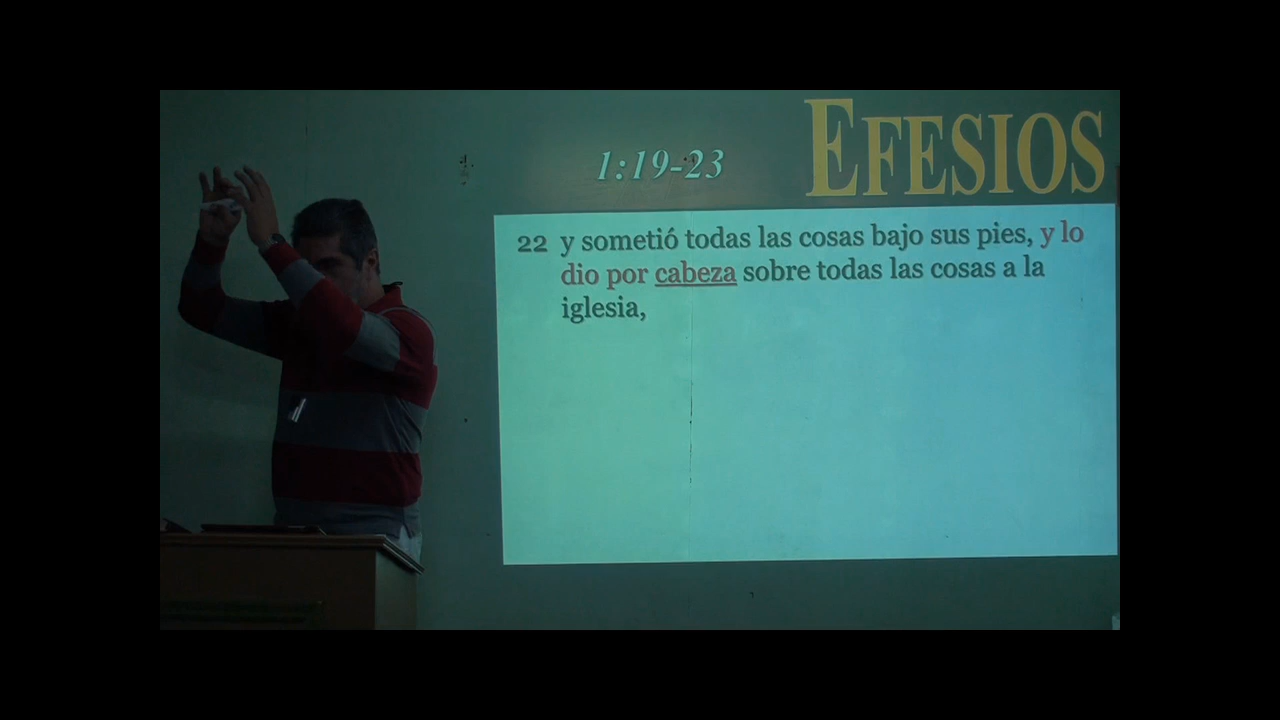 EFESIOS
1:19-23
22 y sometió todas las cosas bajo sus pies, y lo
dio por cabeza sobre todas las cosas a la
iglesia,